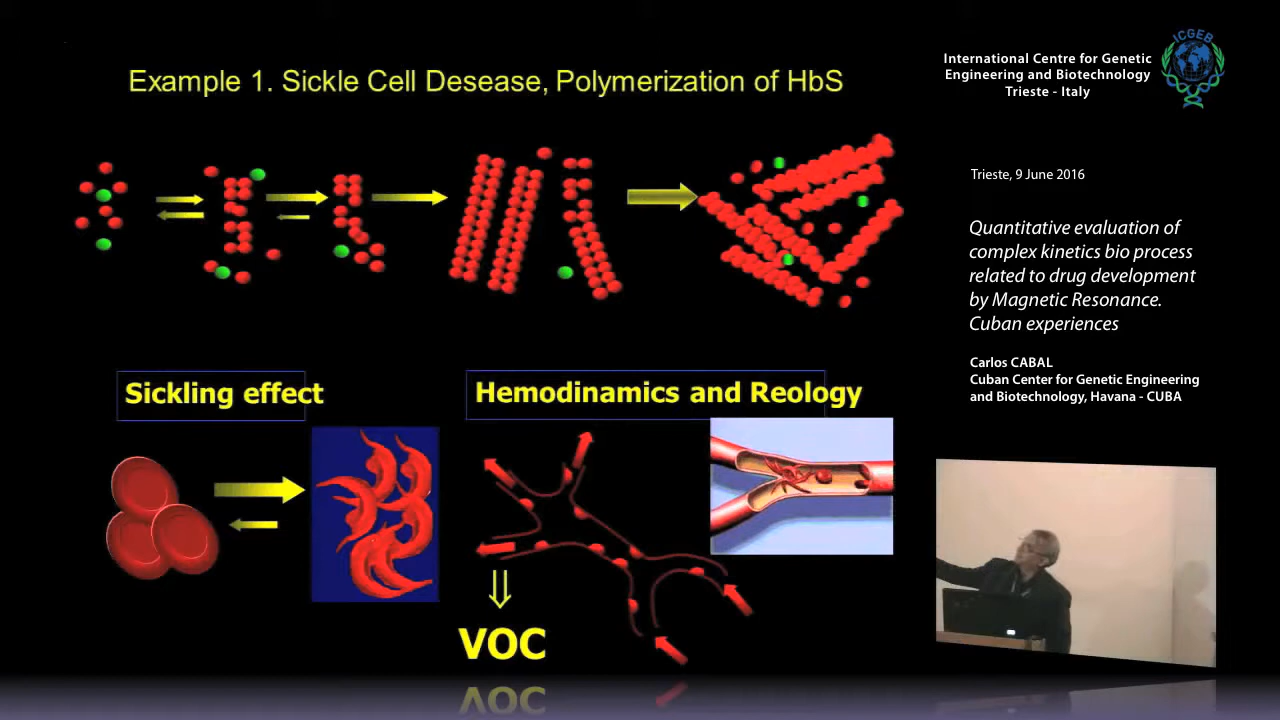 Example 1. Sickle Cell Desease, Polymerization of HbS
Sickling effect
Hemodinamics and Reology
VOC
ICGEB
International Centre for Genetic
Engineering and Biotechnology
Trieste - Italy
Trieste, 9 June 2016
Quantitative evaluation of
complex kinetics bio process
related to drug development
by Magnetic Resonance.
Cuban experiences
Carlos CABAL
Cuban Center for Genetic Engineering
and Biotechnology, Havana - CUBA